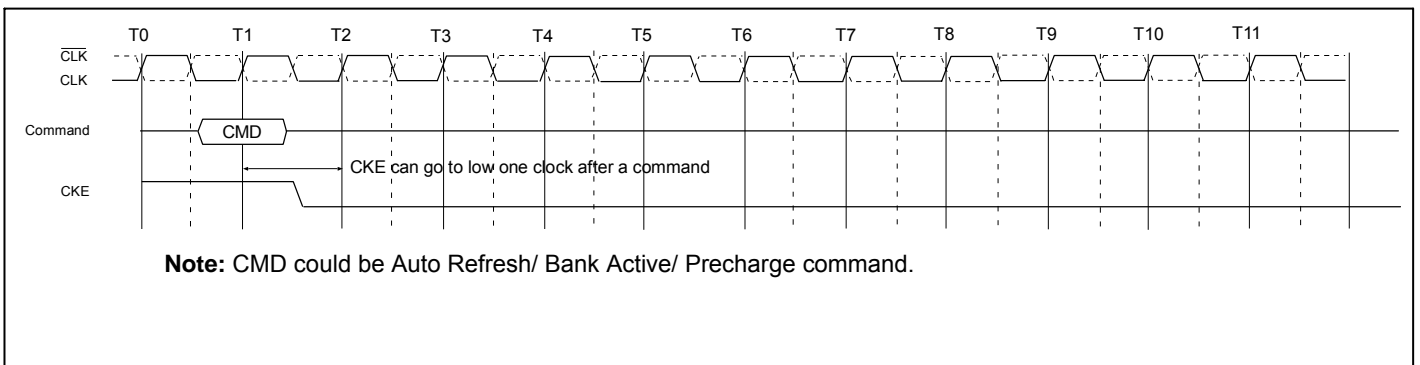 T0 T1 T2 T3 T4 T5 T6 T7 T8 T9 T10 T11
CLK
CLK
Command CMD
CKE can go to low one clock after a command
CKE
Note: CMD could be Auto Refresh/ Bank Active/ Precharge command.